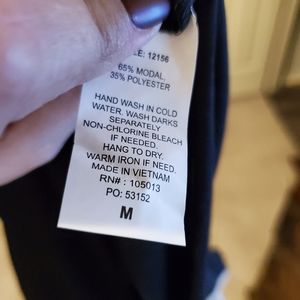 LE: 12156
65% MODAL,
35% POLYESTER
HAND WASH IN COLD
WATER. WASH DARKS
SEPARATELY
NON-CHLORINE BLEACH
IF NEEDED.
HANG TO DRY.
WARM IRON IF NEED.
MADE IN VIETNAM
RN# : 105013
PO: 53152
M